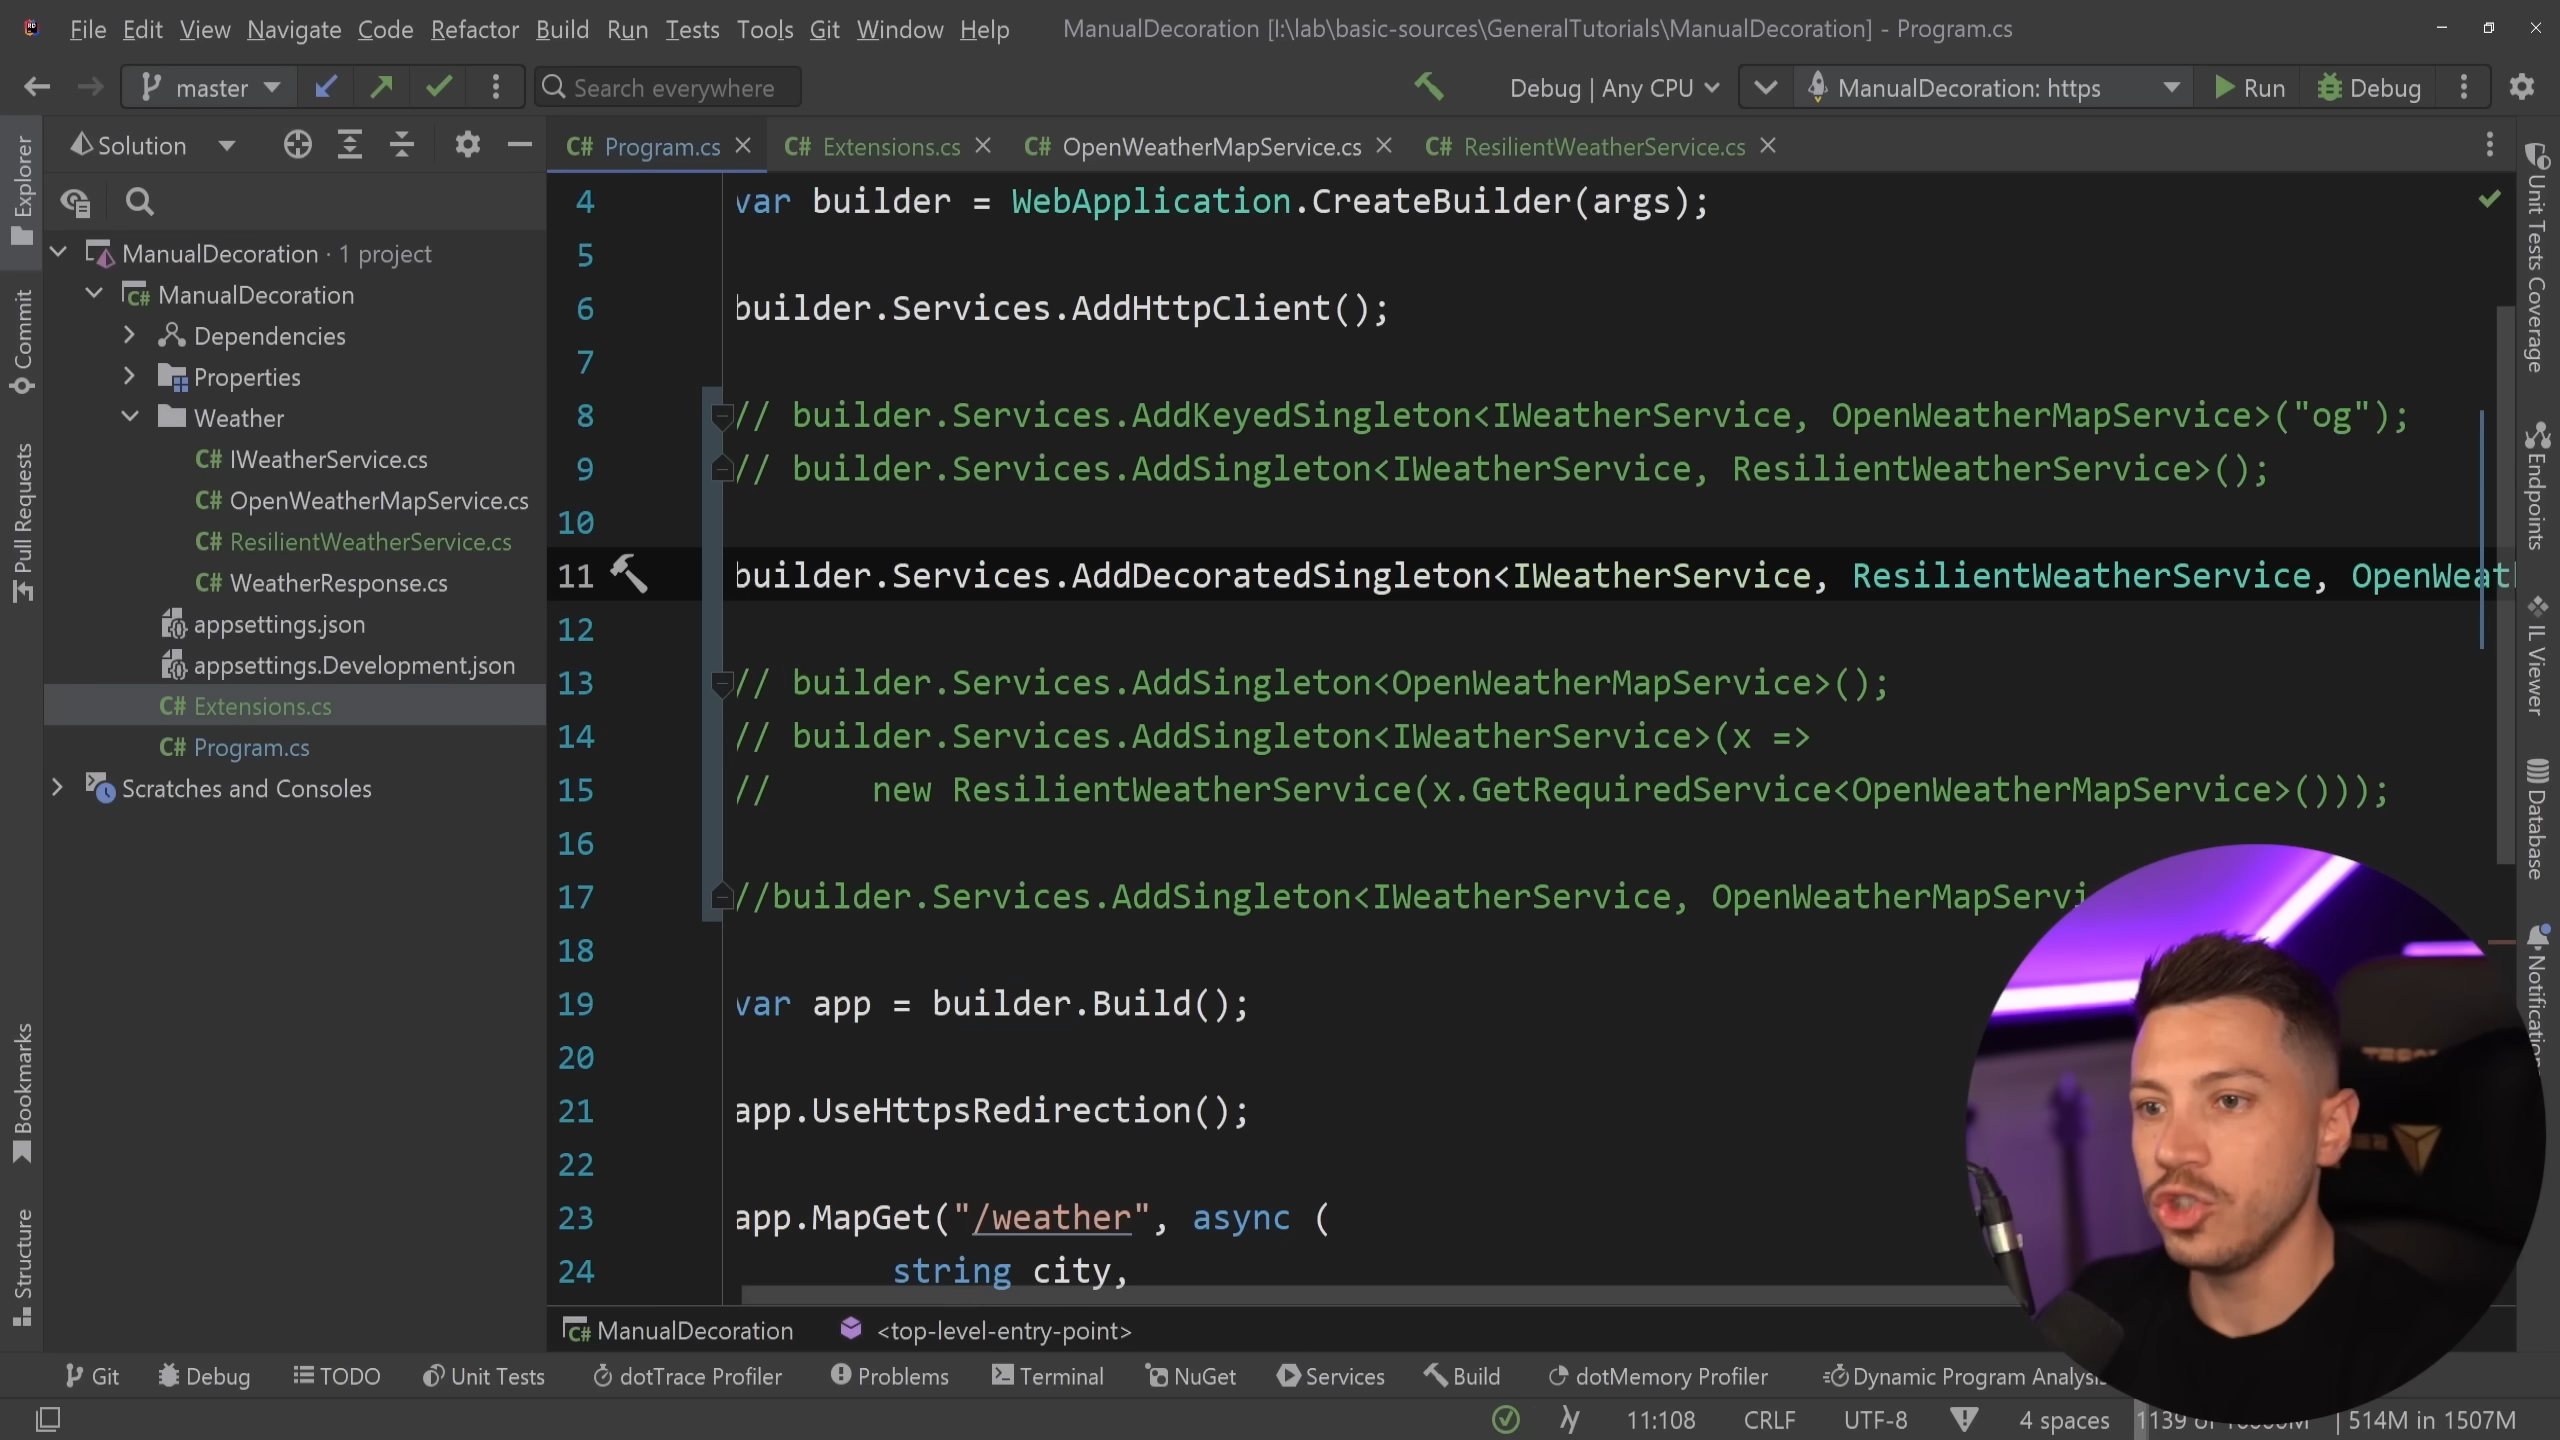 File Edit View Navigate Code Refactor Build Run Tests Tools Git Window Help ManualDecoration [I:\lab\basic-sources\GeneralTutorials\ManualDecoration] - Program.cs
master Search everywhere Debug | Any CPU ManualDecoration: https Run Debug
Solution Program.cs Extensions.cs OpenWeatherMapService.cs ResilientWeatherService.cs
Explorer
Commit
Pull Requests
Bookmarks
Structure
ManualDecoration · 1 project
ManualDecoration
Dependencies
Properties
Weather
C# IWeatherService.cs
C# OpenWeatherMapService.cs
C# ResilientWeatherService.cs
C# WeatherResponse.cs
appsettings.json
appsettings.Development.json
C# Extensions.cs
C# Program.cs
Scratches and Consoles
4 var builder = WebApplication.CreateBuilder(args);
5
6 builder.Services.AddHttpClient();
7
8 // builder.Services.AddKeyedSingleton<IWeatherService, OpenWeatherMapService>("og");
9 // builder.Services.AddSingleton<IWeatherService, ResilientWeatherService>();
10
11 builder.Services.AddDecoratedSingleton<IWeatherService, ResilientWeatherService, OpenWeat
12
13 // builder.Services.AddSingleton<OpenWeatherMapService>();
14 // builder.Services.AddSingleton<IWeatherService>(x =>
15 //     new ResilientWeatherService(x.GetRequiredService<OpenWeatherMapService>()));
16
17 //builder.Services.AddSingleton<IWeatherService, OpenWeatherMapServi
18
19 var app = builder.Build();
20
21 app.UseHttpsRedirection();
22
23 app.MapGet("/weather", async (
24         string city,
Unit Tests Coverage
Endpoints
IL Viewer
Database
Notification
ManualDecoration <top-level-entry-point>
Git Debug TODO Unit Tests dotTrace Profiler Problems Terminal NuGet Services Build dotMemory Profiler Dynamic Program Analysis
11:108 CRLF UTF-8 4 spaces 1139 of 514M in 1507M